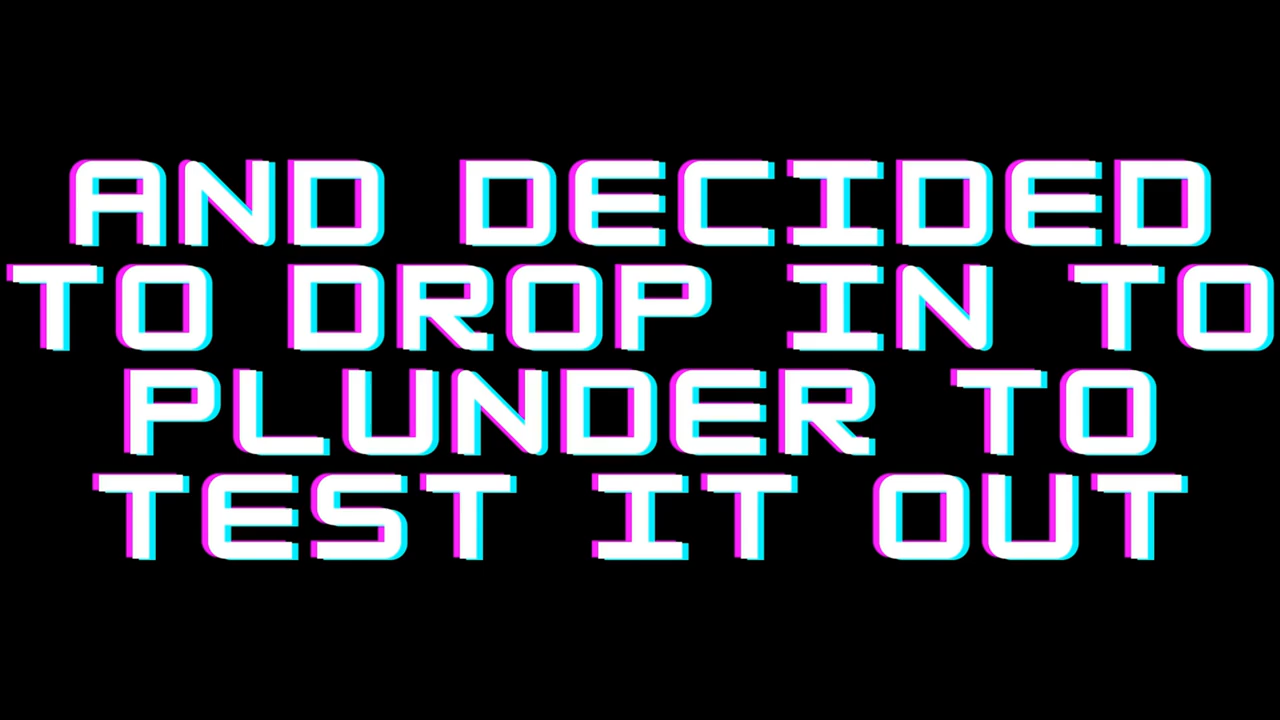 AND DECIDED
TO DROP IN TO
PLUNDER TO
TEST IT OUT